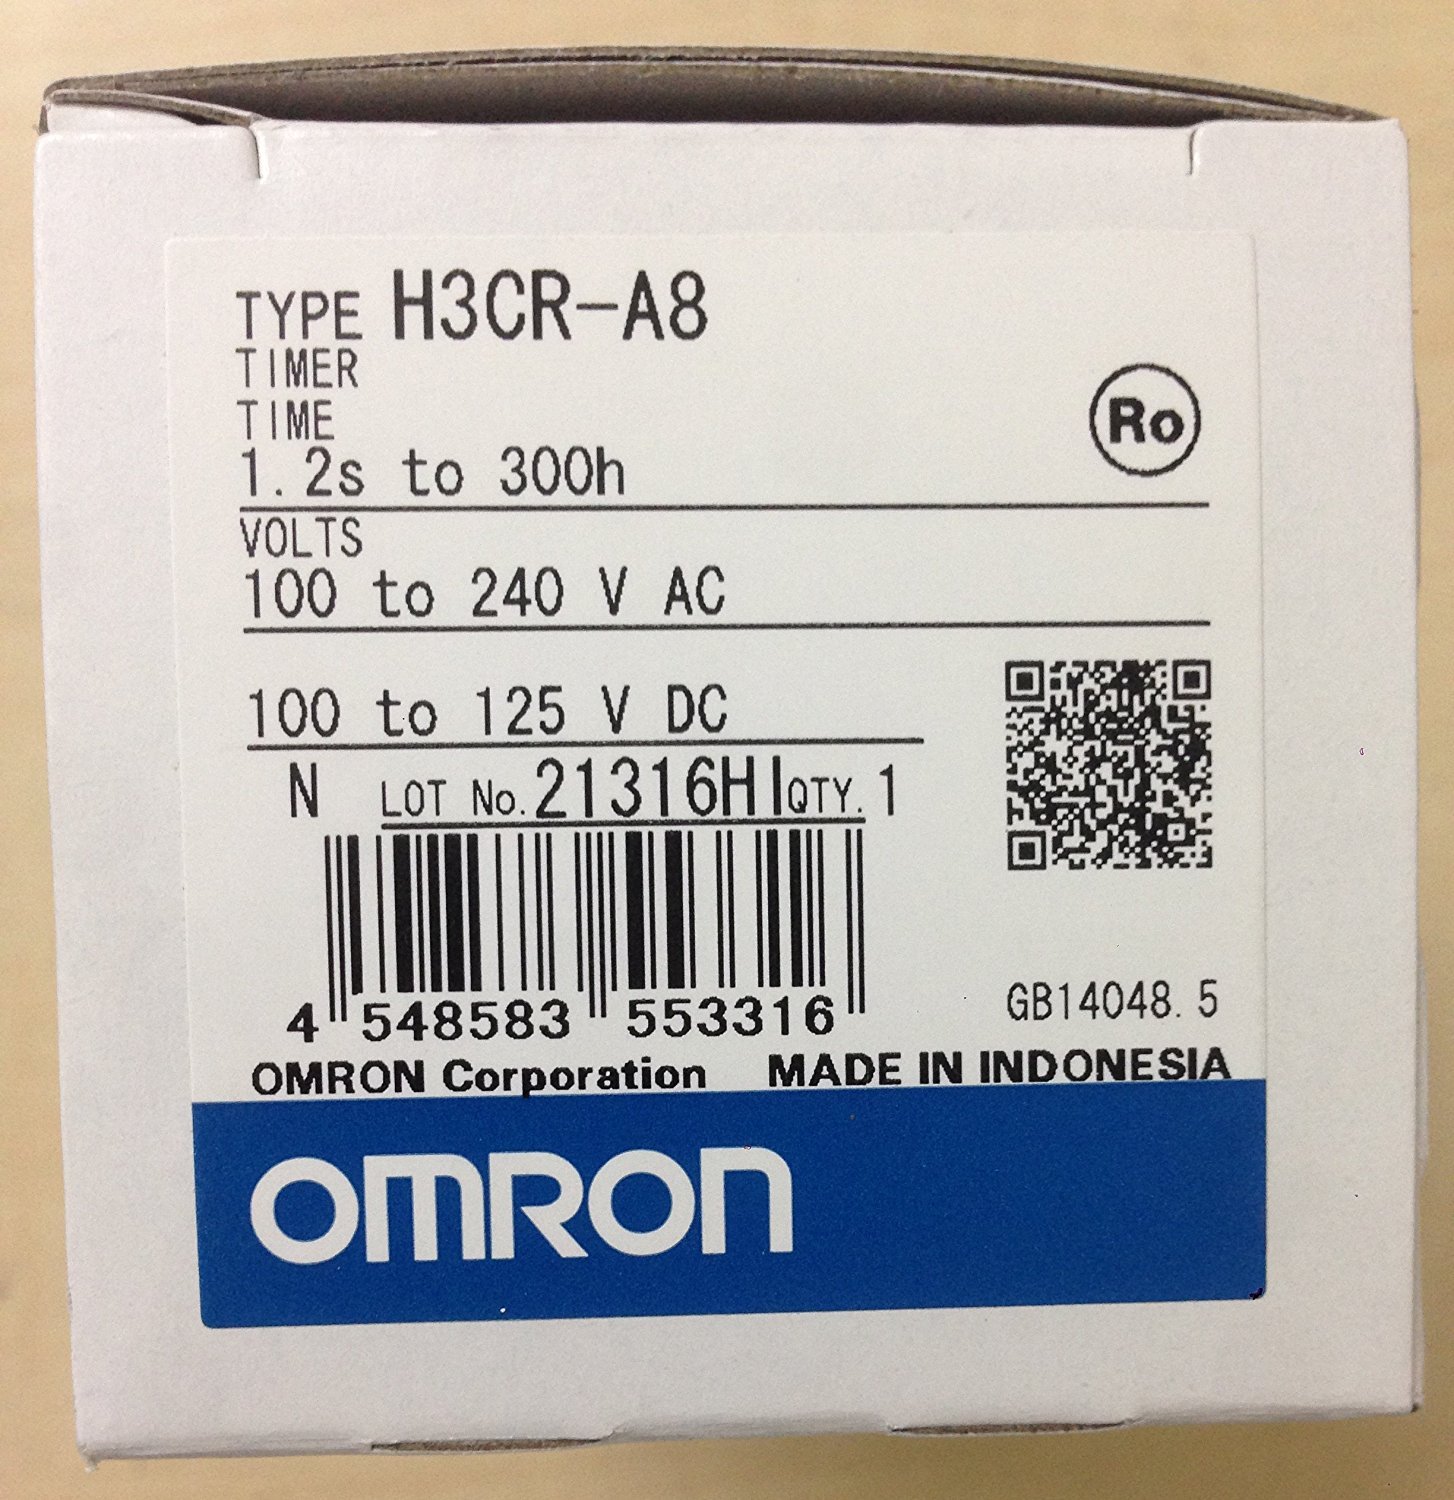 TYPE H3CR-A8
TIMER
TIME
1.2s to 300h
Ro
VOLTS
100 to 240 V AC
100 to 125 V DC
N LOT No. 21316HI QTY. 1
4 548583 553316
GB14048.5
OMRON Corporation MADE IN INDONESIA
OMRON